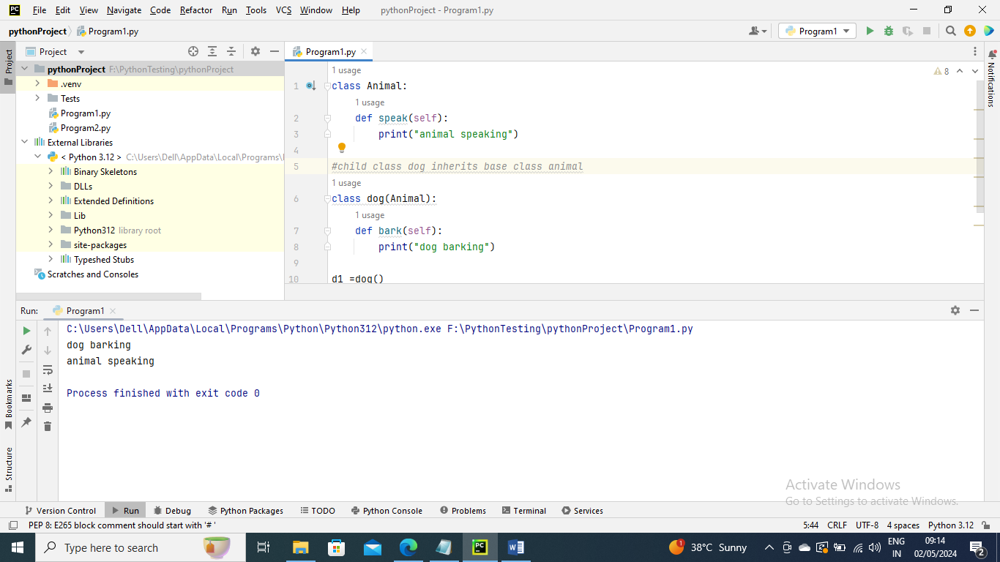 PC File Edit View Navigate Code Refactor Run Tools VCS Window Help pythonProject - Program1.py
pythonProject Program1.py Program1
Project
Project
pythonProject F:\PythonTesting\pythonProject
.venv
Tests
Program1.py
Program2.py
External Libraries
< Python 3.12 > C:\Users\Dell\AppData\Local\Programs\
Binary Skeletons
DLLs
Extended Definitions
Lib
Python312 library root
site-packages
Typeshed Stubs
Scratches and Consoles
Program1.py
8
1 usage
1 class Animal:
1 usage
2 def speak(self):
3 print("animal speaking")
4
5 #child class dog inherits base class animal
1 usage
6 class dog(Animal):
1 usage
7 def bark(self):
8 print("dog barking")
9
10 d1 =dog()
Notifications
Run: Program1
C:\Users\Dell\AppData\Local\Programs\Python\Python312\python.exe F:\PythonTesting\pythonProject\Program1.py
dog barking
animal speaking
Process finished with exit code 0
Bookmarks
Structure
Activate Windows
Go to Settings to activate Windows.
Version Control Run Debug Python Packages TODO Python Console Problems Terminal Services
PEP 8: E265 block comment should start with '# ' 5:44 CRLF UTF-8 4 spaces Python 3.12
Type here to search PC W 1 38°C Sunny ENG IN 09:14 02/05/2024 2